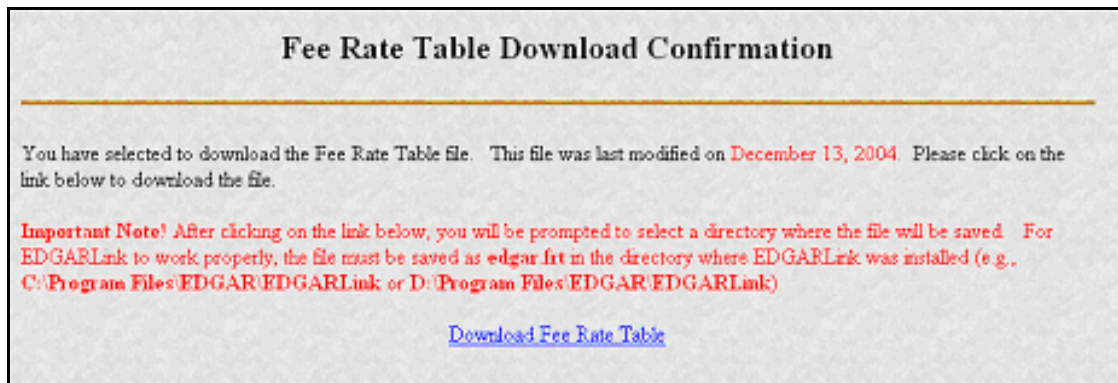 Fee Rate Table Download Confirmation
You have selected to download the Fee Rate Table file. This file was last modified on December 13, 2004. Please click on the
link below to download the file.
Important Note! After clicking on the link below, you will be prompted to select a directory where the file will be saved. For
EDGARLink to work properly, the file must be saved as edgar.frt in the directory where EDGARLink was installed (e.g.,
C:\Program Files\EDGAR\EDGARLink or D:\Program Files\EDGAR\EDGARLink)
Download Fee Rate Table